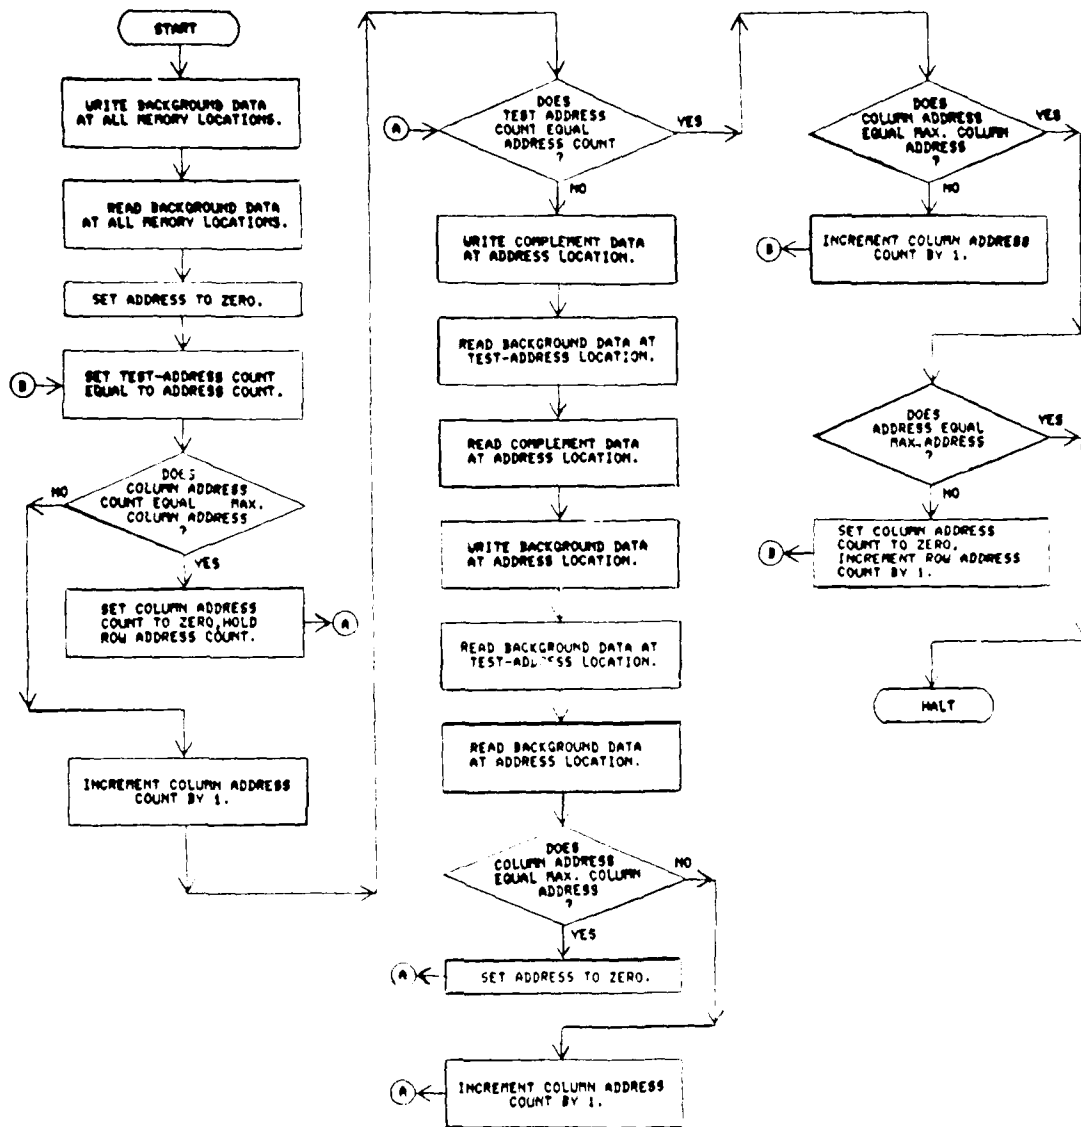 START
WRITE BACKGROUND DATA
AT ALL MEMORY LOCATIONS.
READ BACKGROUND DATA
AT ALL MEMORY LOCATIONS.
SET ADDRESS TO ZERO.
B
SET TEST-ADDRESS COUNT
EQUAL TO ADDRESS COUNT.
DOES
COLUMN ADDRESS
COUNT EQUAL MAX.
COLUMN ADDRESS
?
NO
YES
SET COLUMN ADDRESS
COUNT TO ZERO,HOLD
ROW ADDRESS COUNT.
A
INCREMENT COLUMN ADDRESS
COUNT BY 1.
A
DOES
TEST ADDRESS
COUNT EQUAL
ADDRESS COUNT
?
YES
NO
WRITE COMPLEMENT DATA
AT ADDRESS LOCATION.
READ BACKGROUND DATA AT
TEST-ADDRESS LOCATION.
READ COMPLEMENT DATA
AT ADDRESS LOCATION.
WRITE BACKGROUND DATA
AT ADDRESS LOCATION.
READ BACKGROUND DATA AT
TEST-ADDRESS LOCATION.
READ BACKGROUND DATA
AT ADDRESS LOCATION.
DOES
COLUMN ADDRESS
EQUAL MAX. COLUMN
ADDRESS
?
NO
YES
A
SET ADDRESS TO ZERO.
A
INCREMENT COLUMN ADDRESS
COUNT BY 1.
DOES
COLUMN ADDRESS
EQUAL MAX. COLUMN
ADDRESS
?
YES
NO
B
INCREMENT COLUMN ADDRESS
COUNT BY 1.
DOES
ADDRESS EQUAL
MAX.ADDRESS
?
YES
NO
B
SET COLUMN ADDRESS
COUNT TO ZERO,
INCREMENT ROW ADDRESS
COUNT BY 1.
HALT